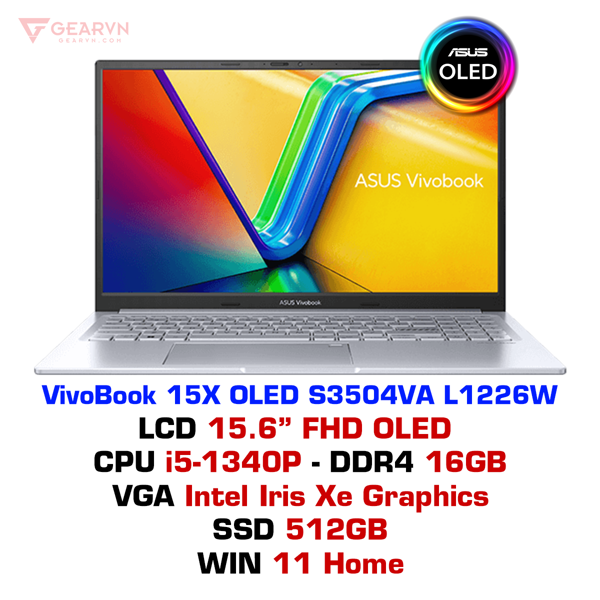 GEARVN
GEARVN.COM
ASUS
OLED
ASUS Vivobook
ASUS Vivobook
VivoBook 15X OLED S3504VA L1226W
LCD 15.6” FHD OLED
CPU i5-1340P - DDR4 16GB
VGA Intel Iris Xe Graphics
SSD 512GB
WIN 11 Home